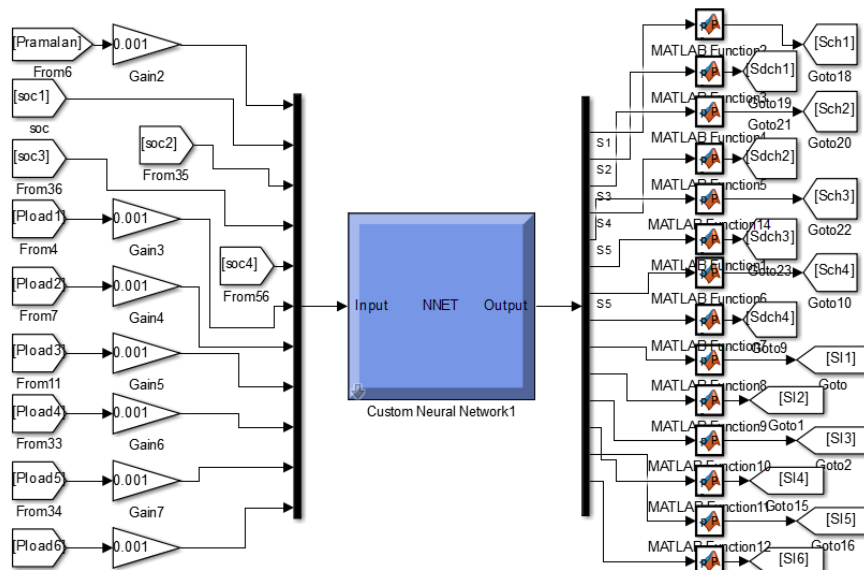 [Pramalan]
From6
0.001
Gain2
[soc1]
soc
[soc3]
From36
[soc2]
From35
[Pload1]
From4
0.001
Gain3
[soc4]
From56
[Pload2]
From7
0.001
Gain4
[Pload3]
From11
0.001
Gain5
[Pload4]
From33
0.001
Gain6
[Pload5]
From34
0.001
Gain7
[Pload6]
0.001
Input
NNET
Output
Custom Neural Network1
S1
S2
S3
S4
S5
S5
MATLAB Function2
[Sch1]
Goto18
[Sdch1]
MATLAB Function3
Goto19
[Sch2]
Goto20
Goto21
MATLAB Function4
[Sdch2]
MATLAB Function5
[Sch3]
Goto22
MATLAB Function14
[Sdch3]
MATLAB Function1
Goto23
[Sch4]
Goto10
MATLAB Function6
[Sdch4]
MATLAB Function7
Goto9
[Sl1]
Goto
MATLAB Function8
[Sl2]
MATLAB Function9
Goto1
[Sl3]
Goto2
MATLAB Function10
[Sl4]
MATLAB Function11
Goto15
[Sl5]
Goto16
MATLAB Function12
[Sl6]